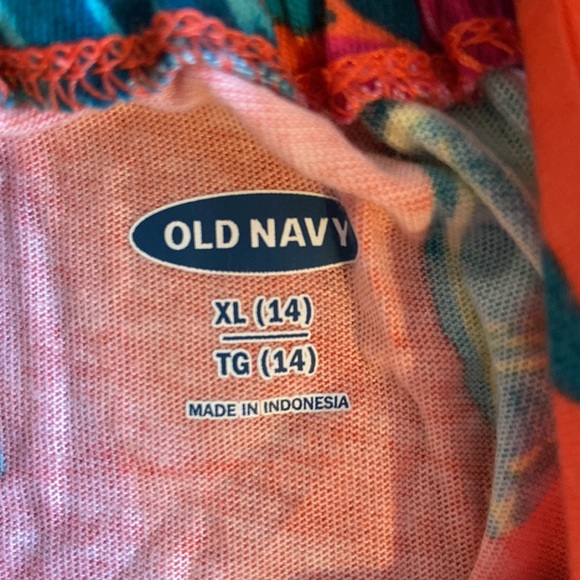 OLD NAVY
XL (14)
TG (14)
MADE IN INDONESIA